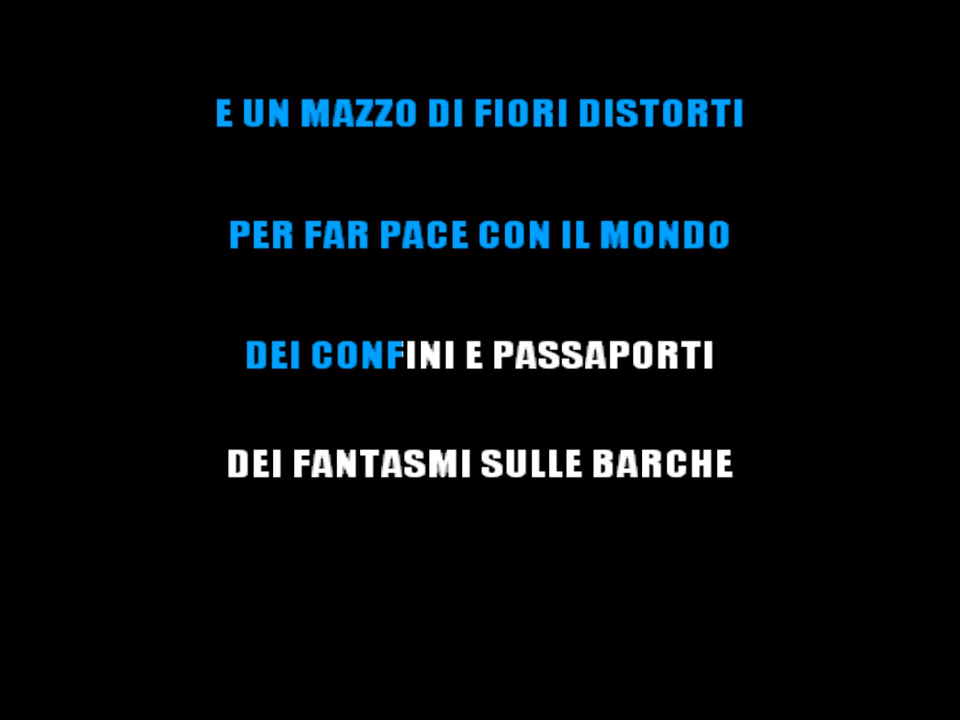 E UN MAZZO DI FIORI DISTORTI
PER FAR PACE CON IL MONDO
DEI CONFINI E PASSAPORTI
DEI FANTASMI SULLE BARCHE